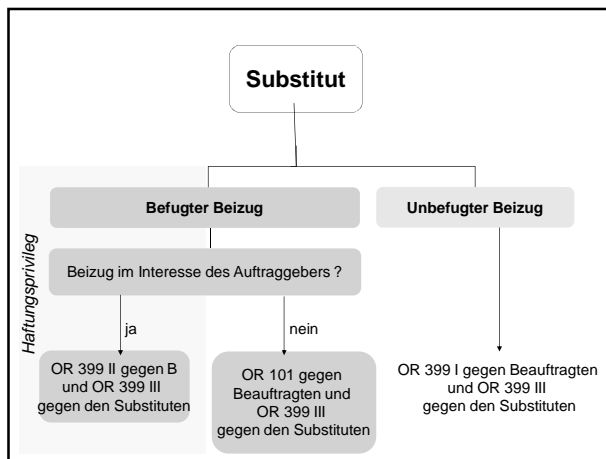 Substitut
Befugter Beizug
Unbefugter Beizug
Haftungsprivileg
Beizug im Interesse des Auftraggebers ?
ja
nein
OR 399 II gegen B
und OR 399 III
gegen den Substituten
OR 101 gegen
Beauftragten und
OR 399 III
gegen den Substituten
OR 399 I gegen Beauftragten
und OR 399 III
gegen den Substituten